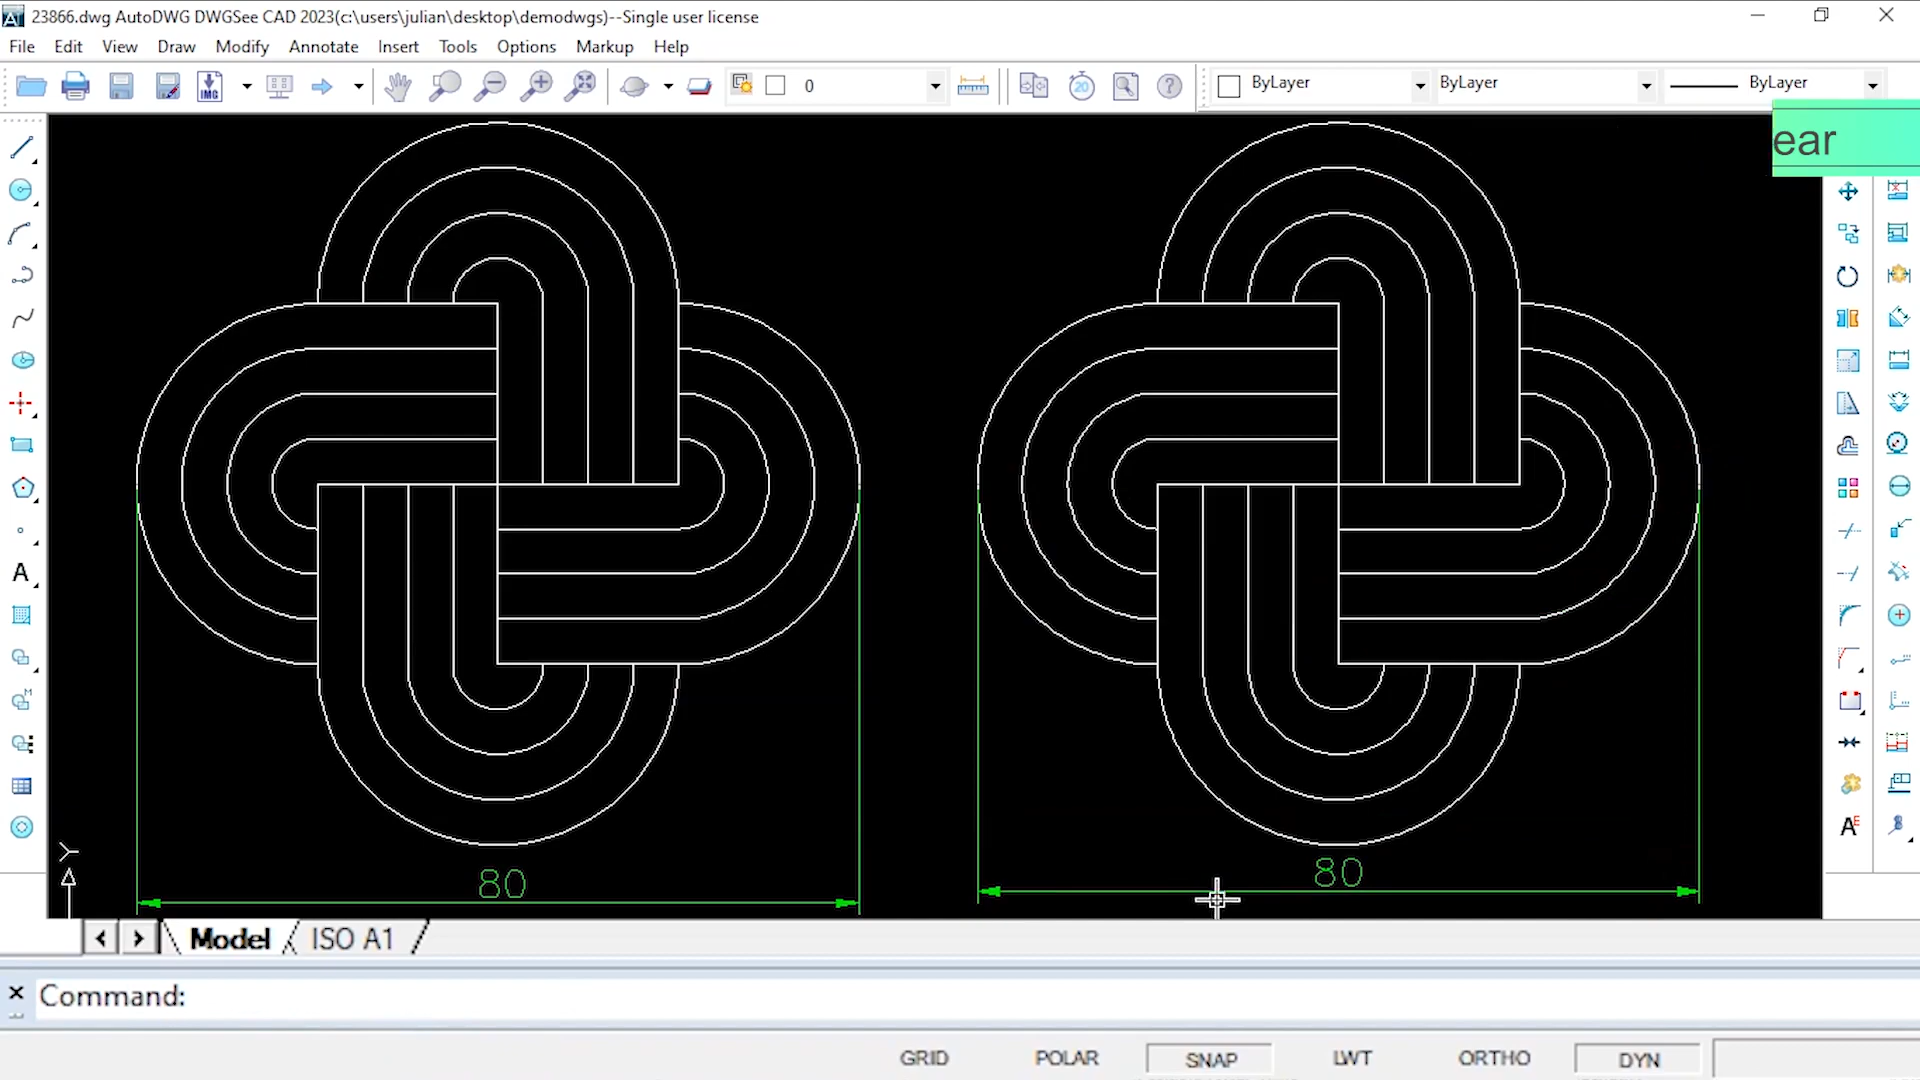 23866.dwg AutoDWG DWGSee CAD 2023(c:\users\julian\desktop\demodwgs)--Single user license
File Edit View Draw Modify Annotate Insert Tools Options Markup Help
IMG 0 20 ? ByLayer ByLayer ByLayer
ear
A
M
A
80 80
Y
Model ISO A1
Command:
GRID POLAR SNAP LWT ORTHO DYN